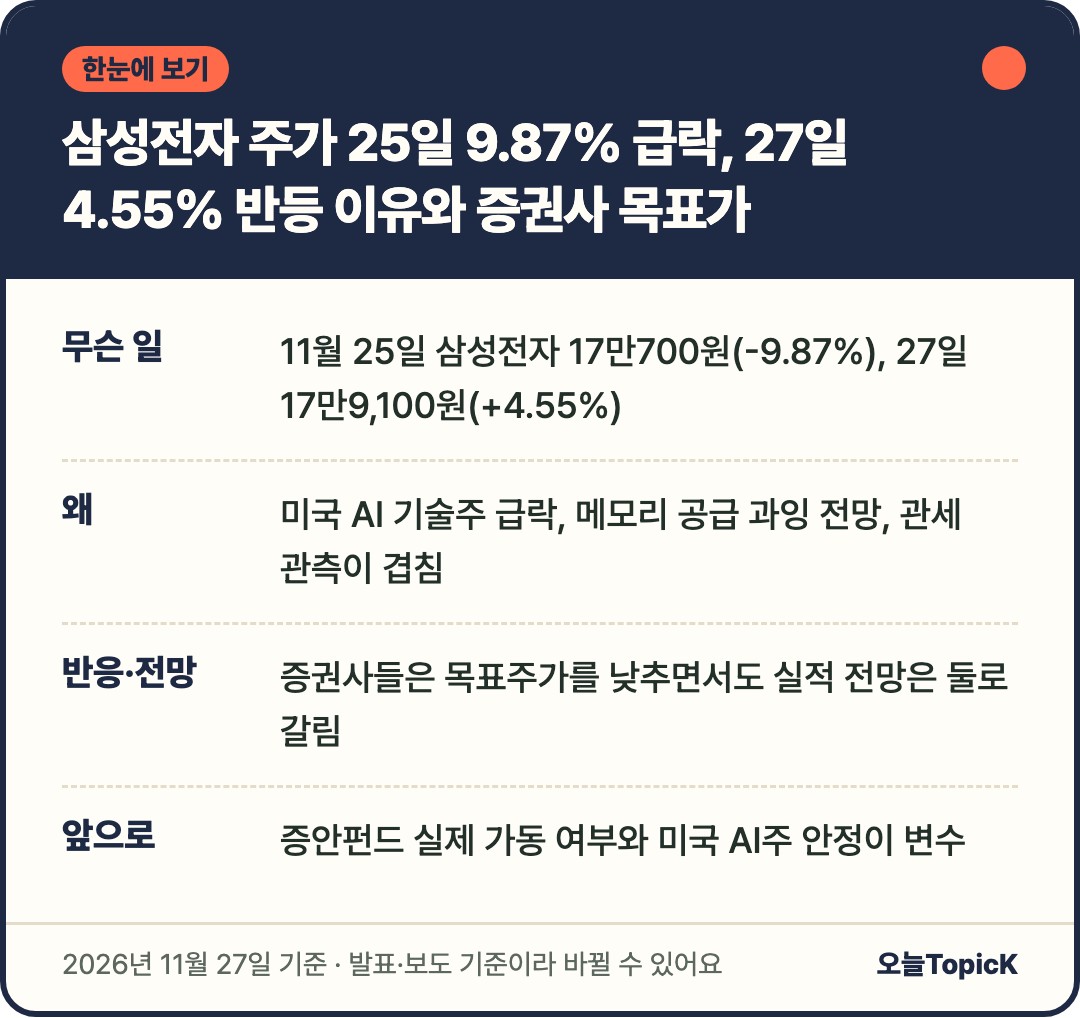 한눈에 보기
삼성전자 주가 25일 9.87% 급락, 27일
4.55% 반등 이유와 증권사 목표가
무슨 일
11월 25일 삼성전자 17만700원(-9.87%), 27일
17만9,100원(+4.55%)
왜
미국 AI 기술주 급락, 메모리 공급 과잉 전망, 관세
관측이 겹침
반응·전망
증권사들은 목표주가를 낮추면서도 실적 전망은 둘로
갈림
앞으로
증안펀드 실제 가동 여부와 미국 AI주 안정이 변수
2026년 11월 27일 기준 · 발표·보도 기준이라 바뀔 수 있어요
오늘TopicK